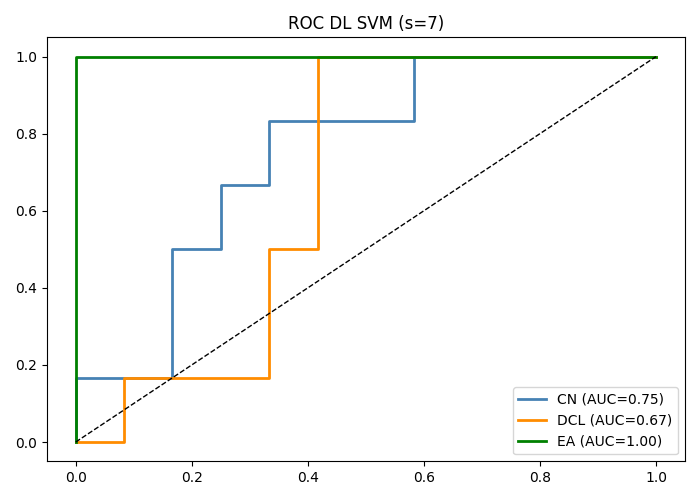 ROC DL SVM (s=7)
1.0
0.8
0.6
0.4
0.2
0.0
0.0 0.2 0.4 0.6 0.8 1.0
CN (AUC=0.75)
DCL (AUC=0.67)
EA (AUC=1.00)